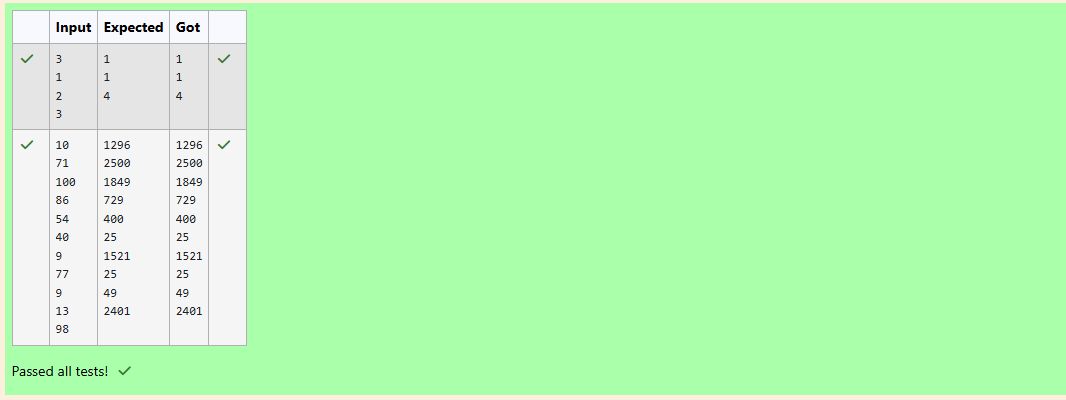 Input Expected Got
3 1 1
1 1 1
2 4 4
3
10 1296 1296
71 2500 2500
100 1849 1849
86 729 729
54 400 400
40 25 25
9 1521 1521
77 25 25
9 49 49
13 2401 2401
98
Passed all tests!